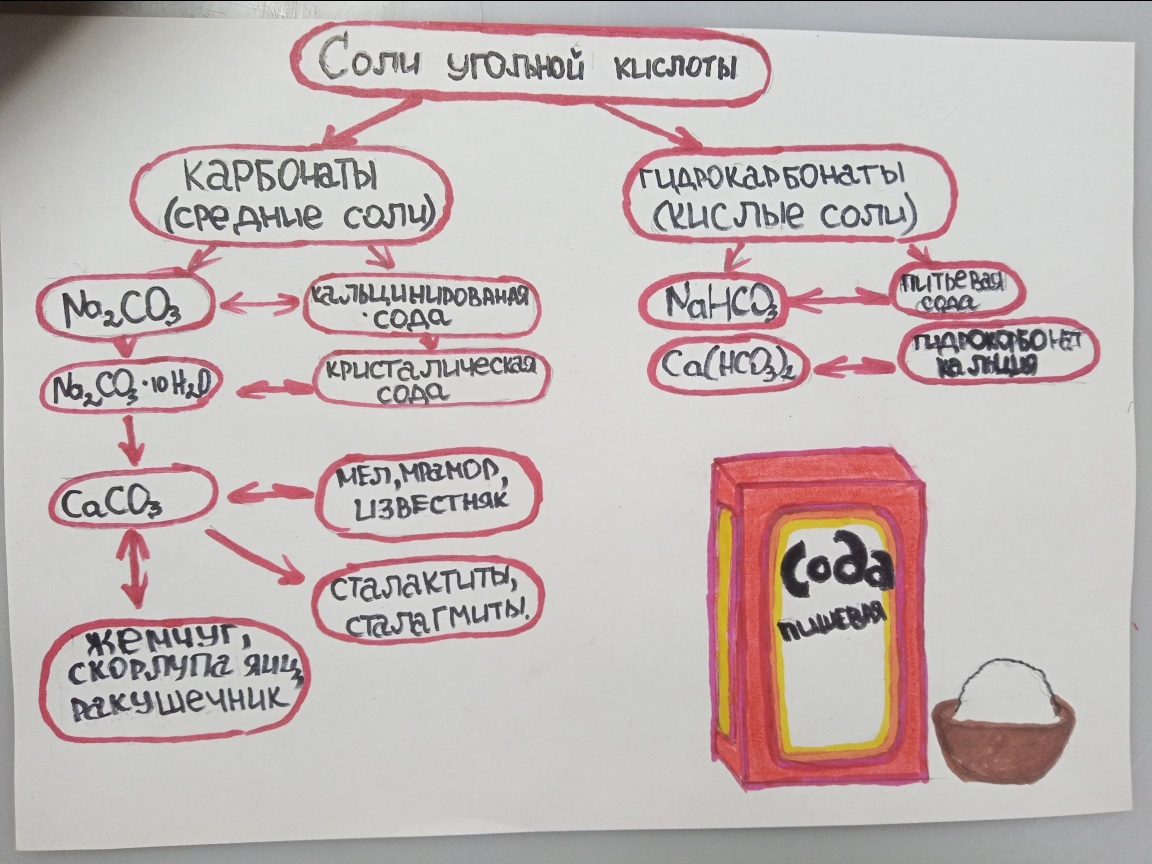 Соли угольной кислоты
КАРБОНАТЫ
(СРЕДНИЕ СОЛИ)
ГИДРОКАРБОНАТЫ
(КИСЛЫЕ СОЛИ)
Na₂CO₃
КАЛЬЦИНИРОВАНАЯ
СОДА
NaHCO₃
ПИТЬЕВАЯ
СОДА
Na₂CO₃·10H₂O
КРИСТАЛИЧЕСКАЯ
СОДА
Ca(HCO₃)₂
ГИДРОКОРБОНАТ
КАЛЬЦИЯ
CaCO₃
МЕЛ, МРАМОР,
ИЗВЕСТНЯК
СТАЛАКТИТЫ,
СТАЛАГМИТЫ.
ЖЕМЧУГ,
СКОРЛУПА ЯИЦ,
РАКУШЕЧНИК
Сода
ПИЩЕВАЯ